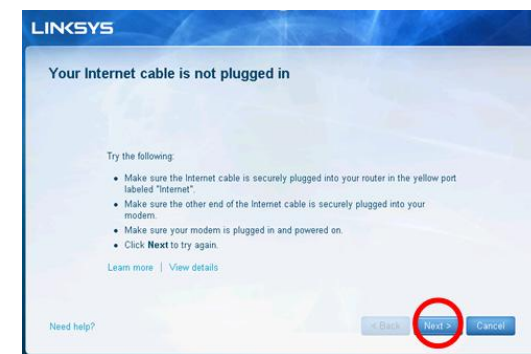 LINKSYS
Your Internet cable is not plugged in
Try the following:
• Make sure the Internet cable is securely plugged into your router in the yellow port
labeled "Internet".
• Make sure the other end of the Internet cable is securely plugged into your
modem.
• Make sure your modem is plugged in and powered on.
• Click Next to try again.
Learn more | View details
Need help? < Back Next > Cancel